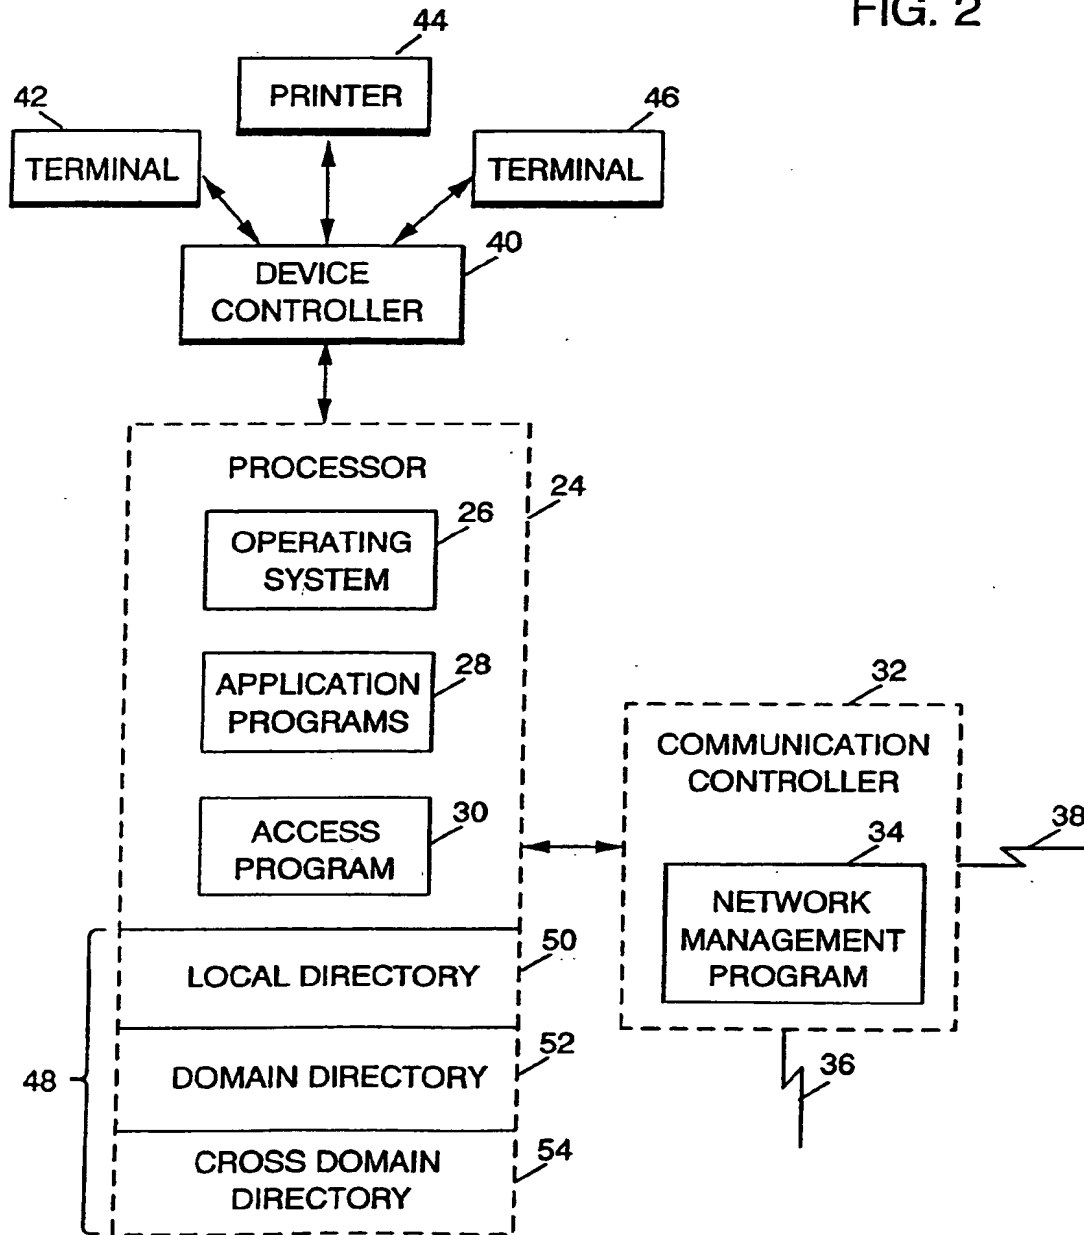 FIG. 2
44
PRINTER
42
TERMINAL
46
TERMINAL
40
DEVICE
CONTROLLER
PROCESSOR
24
26
OPERATING
SYSTEM
28
APPLICATION
PROGRAMS
30
ACCESS
PROGRAM
32
COMMUNICATION
CONTROLLER
34
NETWORK
MANAGEMENT
PROGRAM
38
36
48
50
LOCAL DIRECTORY
52
DOMAIN DIRECTORY
54
CROSS DOMAIN
DIRECTORY